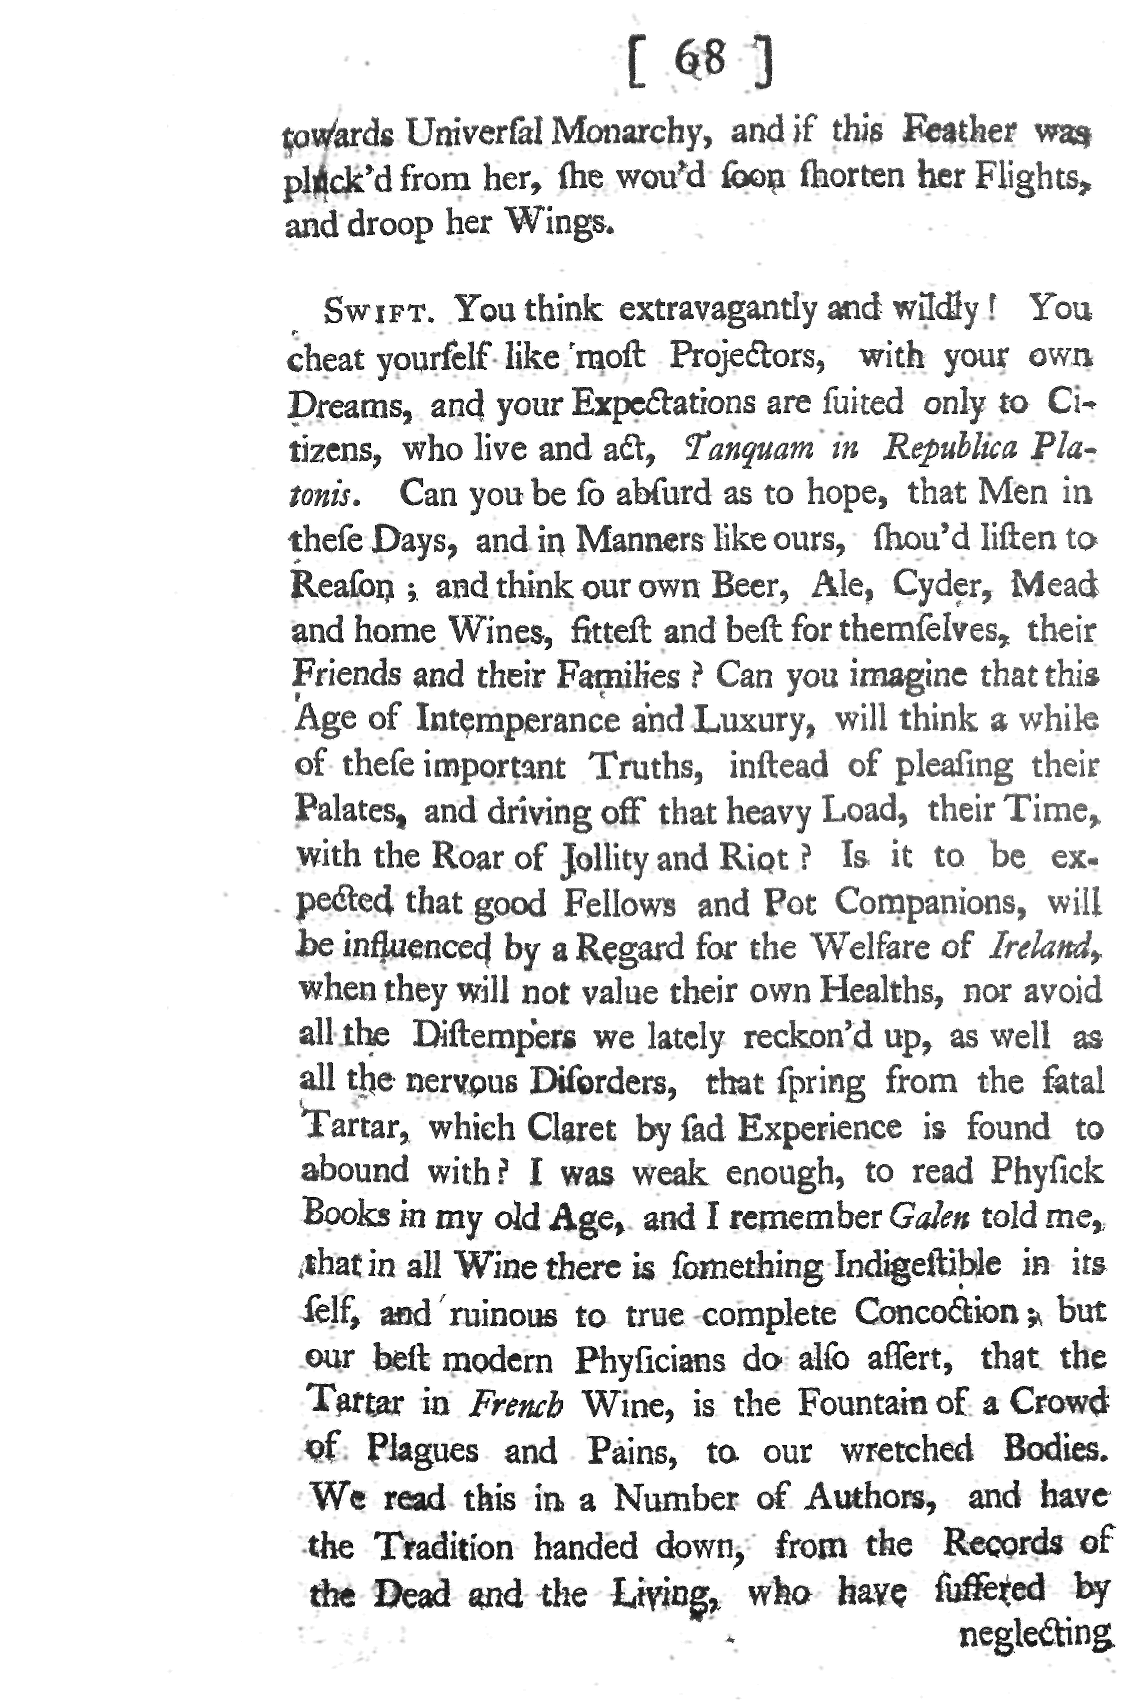 [ 68 ]
towards Univerſal Monarchy, and if this Feather was
pluck'd from her, ſhe wou'd ſoon ſhorten her Flights,
and droop her Wings.
SWIFT. You think extravagantly and wildly! You
cheat yourſelf like moſt Projectors, with your own
Dreams, and your Expectations are ſuited only to Ci-
tizens, who live and act, Tanquam in Republica Pla-
tonis. Can you be ſo abſurd as to hope, that Men in
theſe Days, and in Manners like ours, ſhou'd liſten to
Reaſon; and think our own Beer, Ale, Cyder, Mead
and home Wines, fitteſt and beſt for themſelves, their
Friends and their Families? Can you imagine that this
Age of Intemperance and Luxury, will think a while
of theſe important Truths, inſtead of pleaſing their
Palates, and driving off that heavy Load, their Time,
with the Roar of Jollity and Riot? Is it to be ex-
pected that good Fellows and Pot Companions, will
be influenced by a Regard for the Welfare of Ireland,
when they will not value their own Healths, nor avoid
all the Diſtempers we lately reckon'd up, as well as
all the nervous Diſorders, that ſpring from the fatal
Tartar, which Claret by ſad Experience is found to
abound with? I was weak enough, to read Phyſick
Books in my old Age, and I remember Galen told me,
that in all Wine there is ſomething Indigeſtible in its
ſelf, and ruinous to true complete Concoction; but
our beſt modern Phyſicians do alſo aſſert, that the
Tartar in French Wine, is the Fountain of a Crowd
of Plagues and Pains, to our wretched Bodies.
We read this in a Number of Authors, and have
the Tradition handed down, from the Records of
the Dead and the Living, who have ſuffered by
neglecting